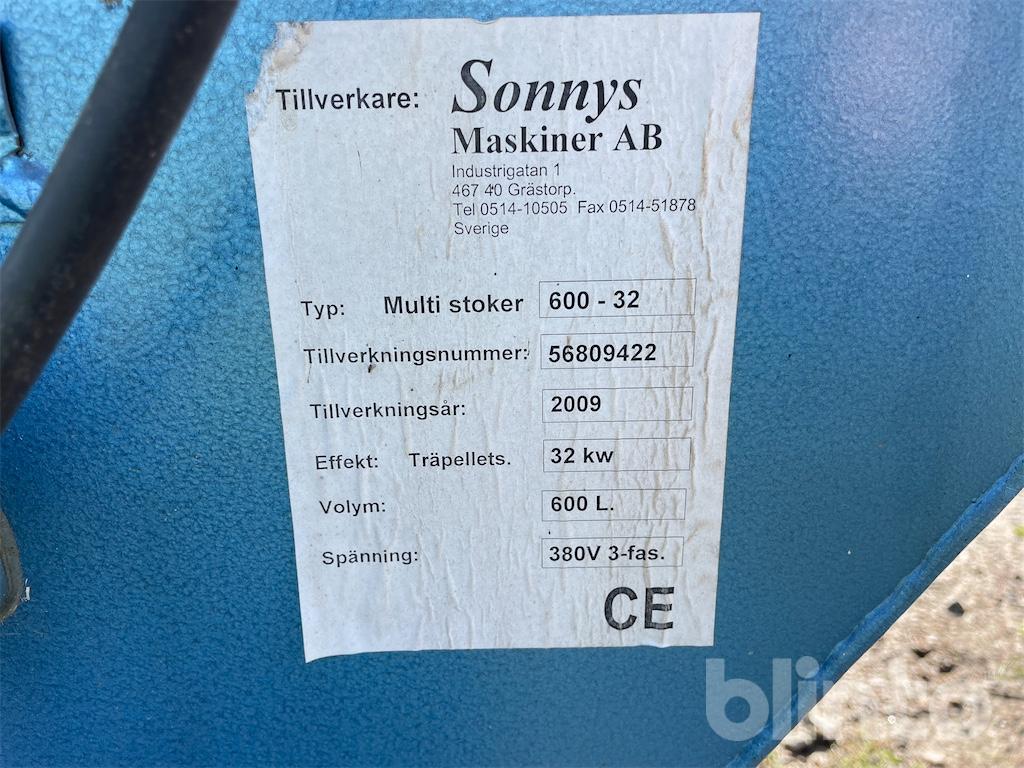 Tillverkare: Sonnys
Maskiner AB
Industrigatan 1
467 40 Grästorp.
Tel 0514-10505 Fax 0514-51878
Sverige
Typ: Multi stoker 600 - 32
Tillverkningsnummer: 56809422
Tillverkningsår: 2009
Effekt: Träpellets. 32 kw
Volym: 600 L.
Spänning: 380V 3-fas.
CE
blinto